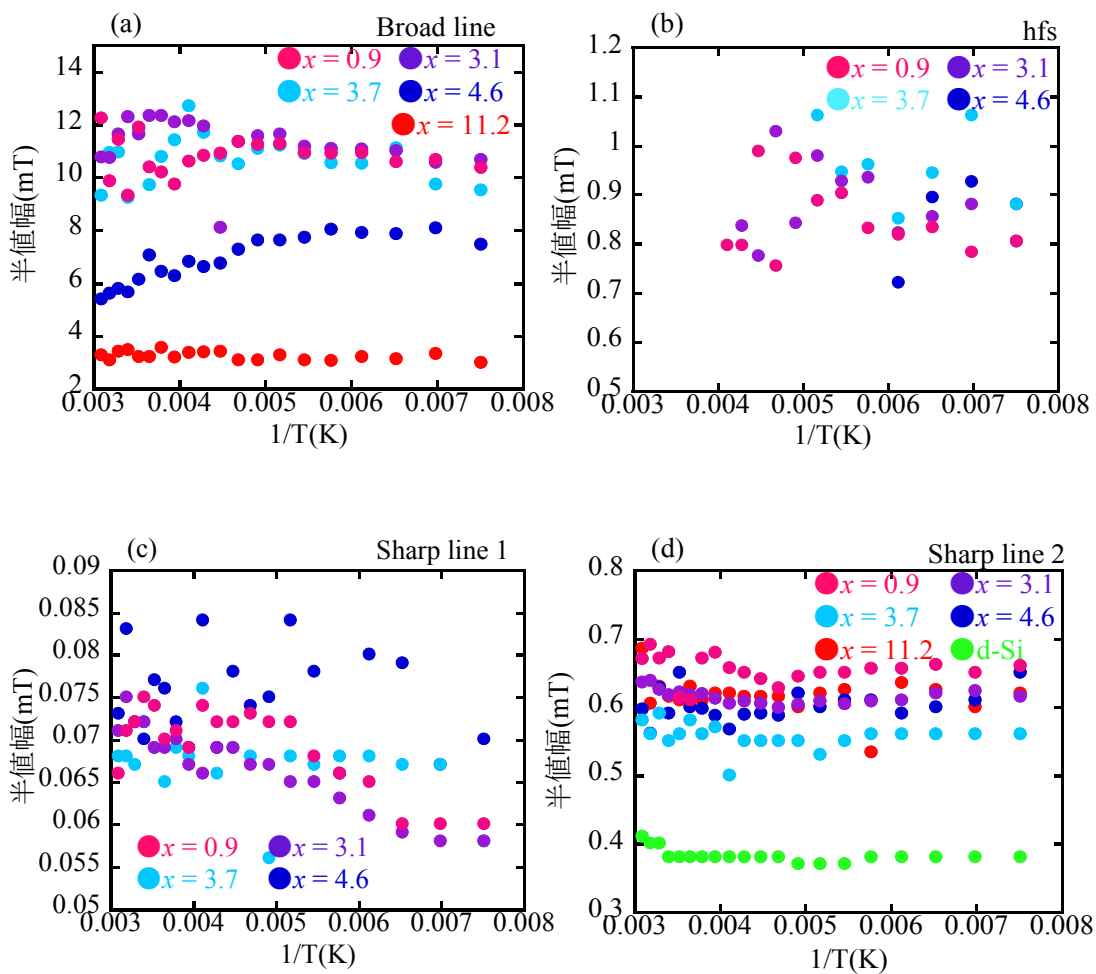 (a)
Broad line
x = 0.9
x = 3.1
x = 3.7
x = 4.6
x = 11.2
14
12
10
8
6
4
2
半値幅(mT)
0.003 0.004 0.005 0.006 0.007 0.008
1/T(K)
(b)
hfs
x = 0.9
x = 3.1
x = 3.7
x = 4.6
1.2
1.1
1
0.9
0.8
0.7
0.6
0.5
半値幅(mT)
0.003 0.004 0.005 0.006 0.007 0.008
1/T(K)
(c)
Sharp line 1
0.09
0.085
0.08
0.075
0.07
0.065
0.06
0.055
0.05
半値幅(mT)
x = 0.9
x = 3.1
x = 3.7
x = 4.6
0.003 0.004 0.005 0.006 0.007 0.008
1/T(K)
(d)
Sharp line 2
x = 0.9
x = 3.1
x = 3.7
x = 4.6
x = 11.2
d-Si
0.8
0.7
0.6
0.5
0.4
0.3
半値幅(mT)
0.003 0.004 0.005 0.006 0.007 0.008
1/T(K)